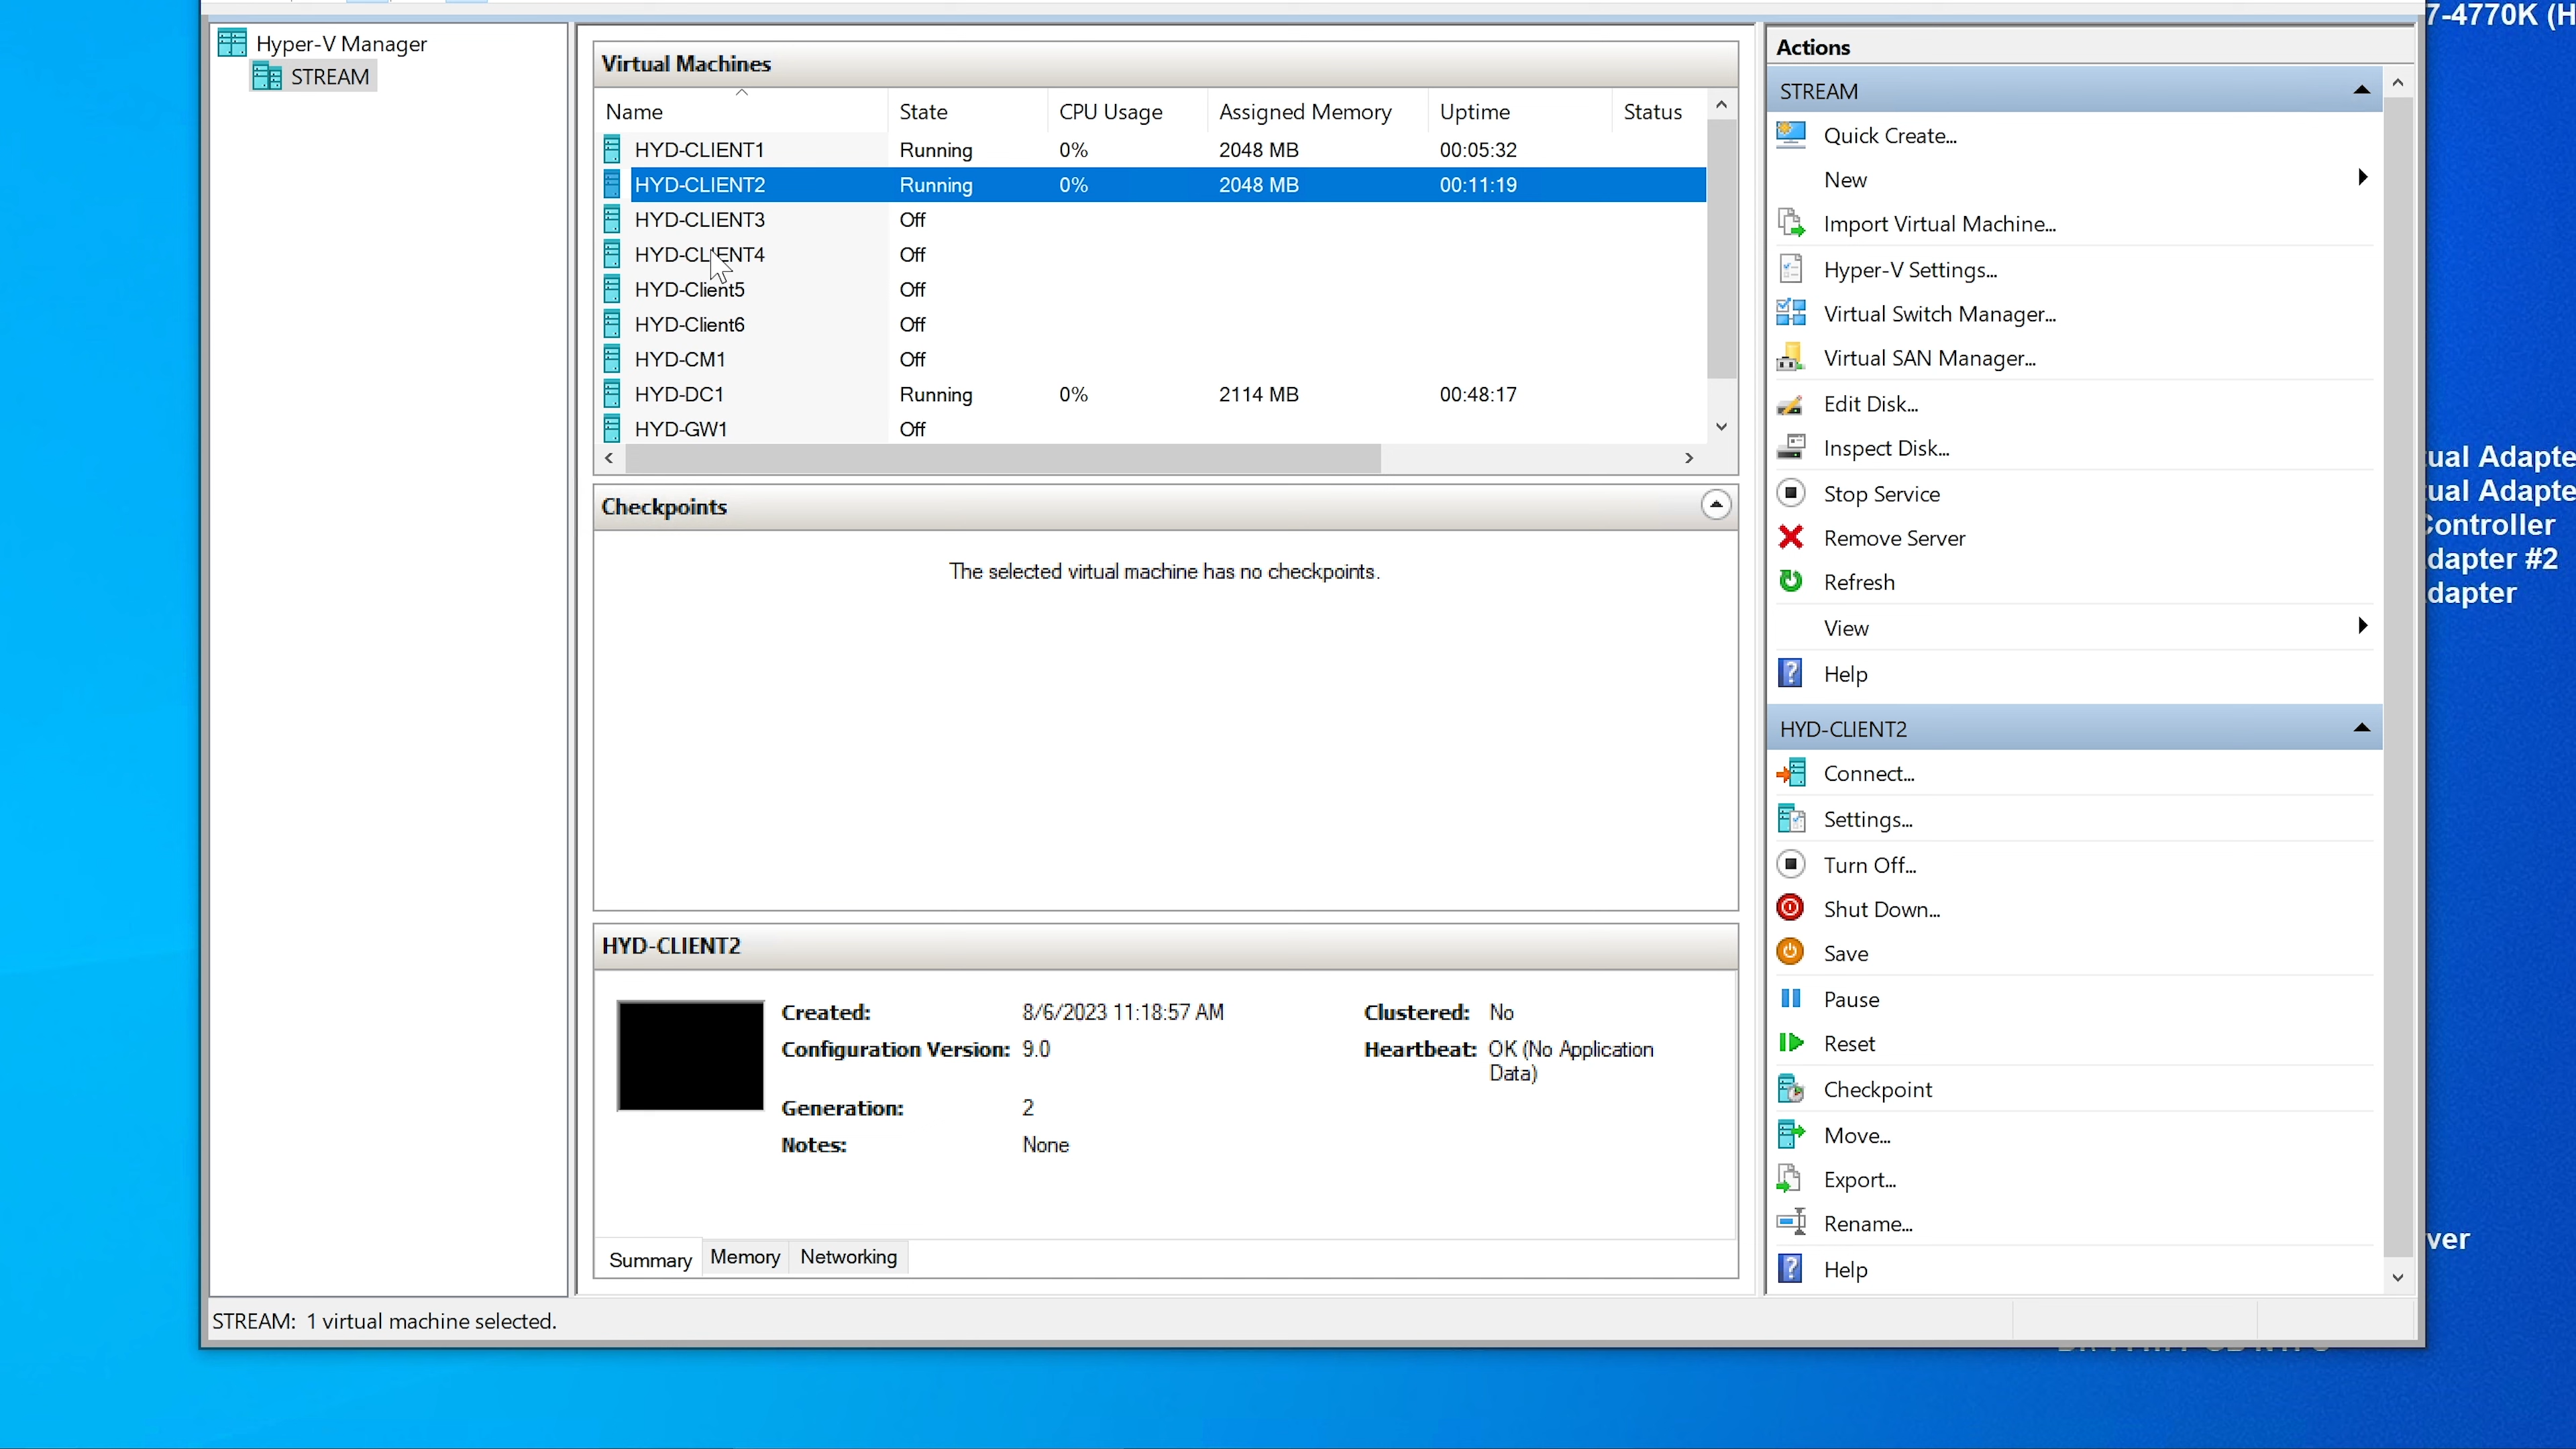 Hyper-V Manager
STREAM
Virtual Machines
Name State CPU Usage Assigned Memory Uptime Status
HYD-CLIENT1 Running 0% 2048 MB 00:05:32
HYD-CLIENT2 Running 0% 2048 MB 00:11:19
HYD-CLIENT3 Off
HYD-CLIENT4 Off
HYD-Client5 Off
HYD-Client6 Off
HYD-CM1 Off
HYD-DC1 Running 0% 2114 MB 00:48:17
HYD-GW1 Off
Checkpoints
The selected virtual machine has no checkpoints.
HYD-CLIENT2
Created: 8/6/2023 11:18:57 AM Clustered: No
Configuration Version: 9.0 Heartbeat: OK (No Application
Data)
Generation: 2
Notes: None
Summary Memory Networking
STREAM: 1 virtual machine selected.
Actions
STREAM
Quick Create...
New
Import Virtual Machine...
Hyper-V Settings...
Virtual Switch Manager...
Virtual SAN Manager...
Edit Disk...
Inspect Disk...
Stop Service
Remove Server
Refresh
View
Help
HYD-CLIENT2
Connect...
Settings...
Turn Off...
Shut Down...
Save
Pause
Reset
Checkpoint
Move...
Export...
Rename...
Help
7-4770K (H
tual Adapte
tual Adapte
Controller
dapter #2
dapter
ver